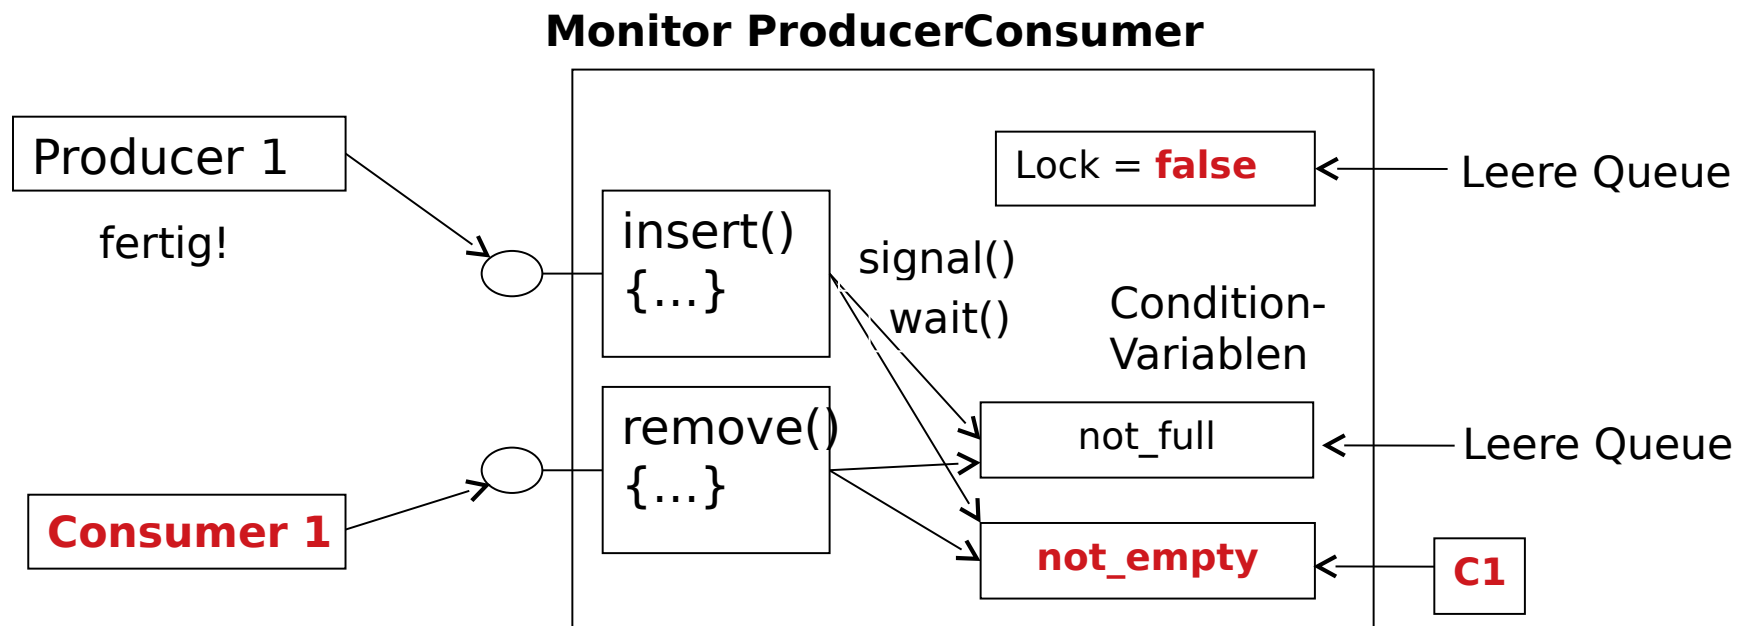 Monitor ProducerConsumer
Producer 1
fertig!
Lock = false
Leere Queue
insert()
{...}
signal()
wait()
Condition-
Variablen
remove()
{...}
not_full
Leere Queue
Consumer 1
not_empty
C1